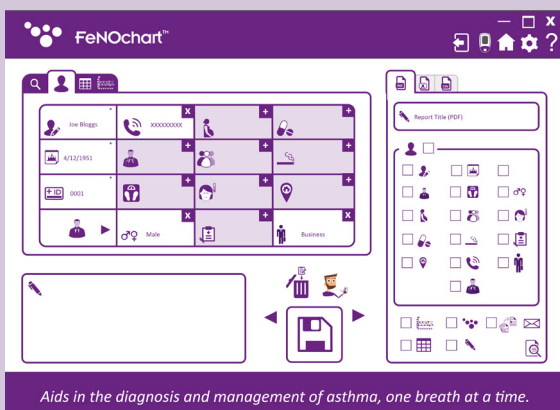 FeNOchart™
Joe Bloggs
XXXXXXXXX
4/12/1951
+ ID
0001
Male
Business
Report Title (PDF)
Aids in the diagnosis and management of asthma, one breath at a time.